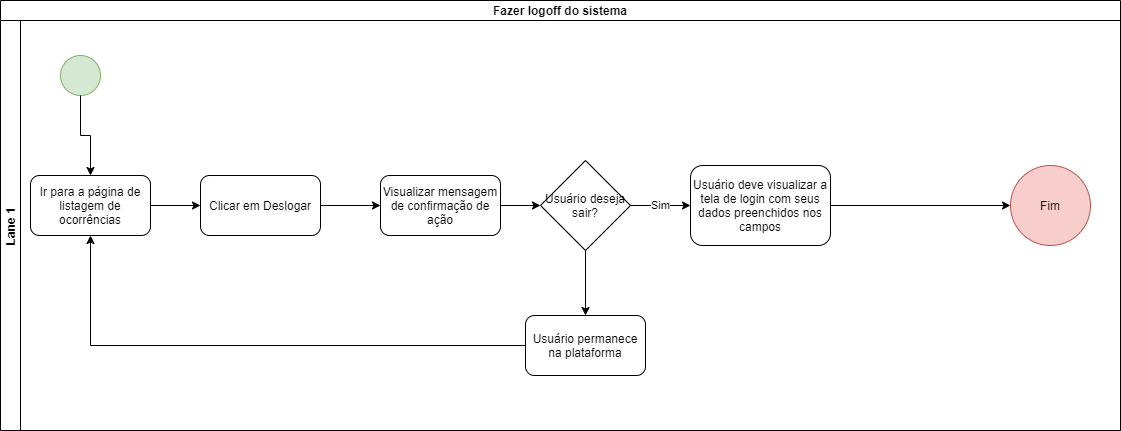 Fazer logoff do sistema
Lane 1
Ir para a página de
listagem de
ocorrências
Clicar em Deslogar
Visualizar mensagem
de confirmação de
ação
Usuário deseja
sair?
Sim
Usuário deve visualizar a
tela de login com seus
dados preenchidos nos
campos
Fim
Usuário permanece
na plataforma